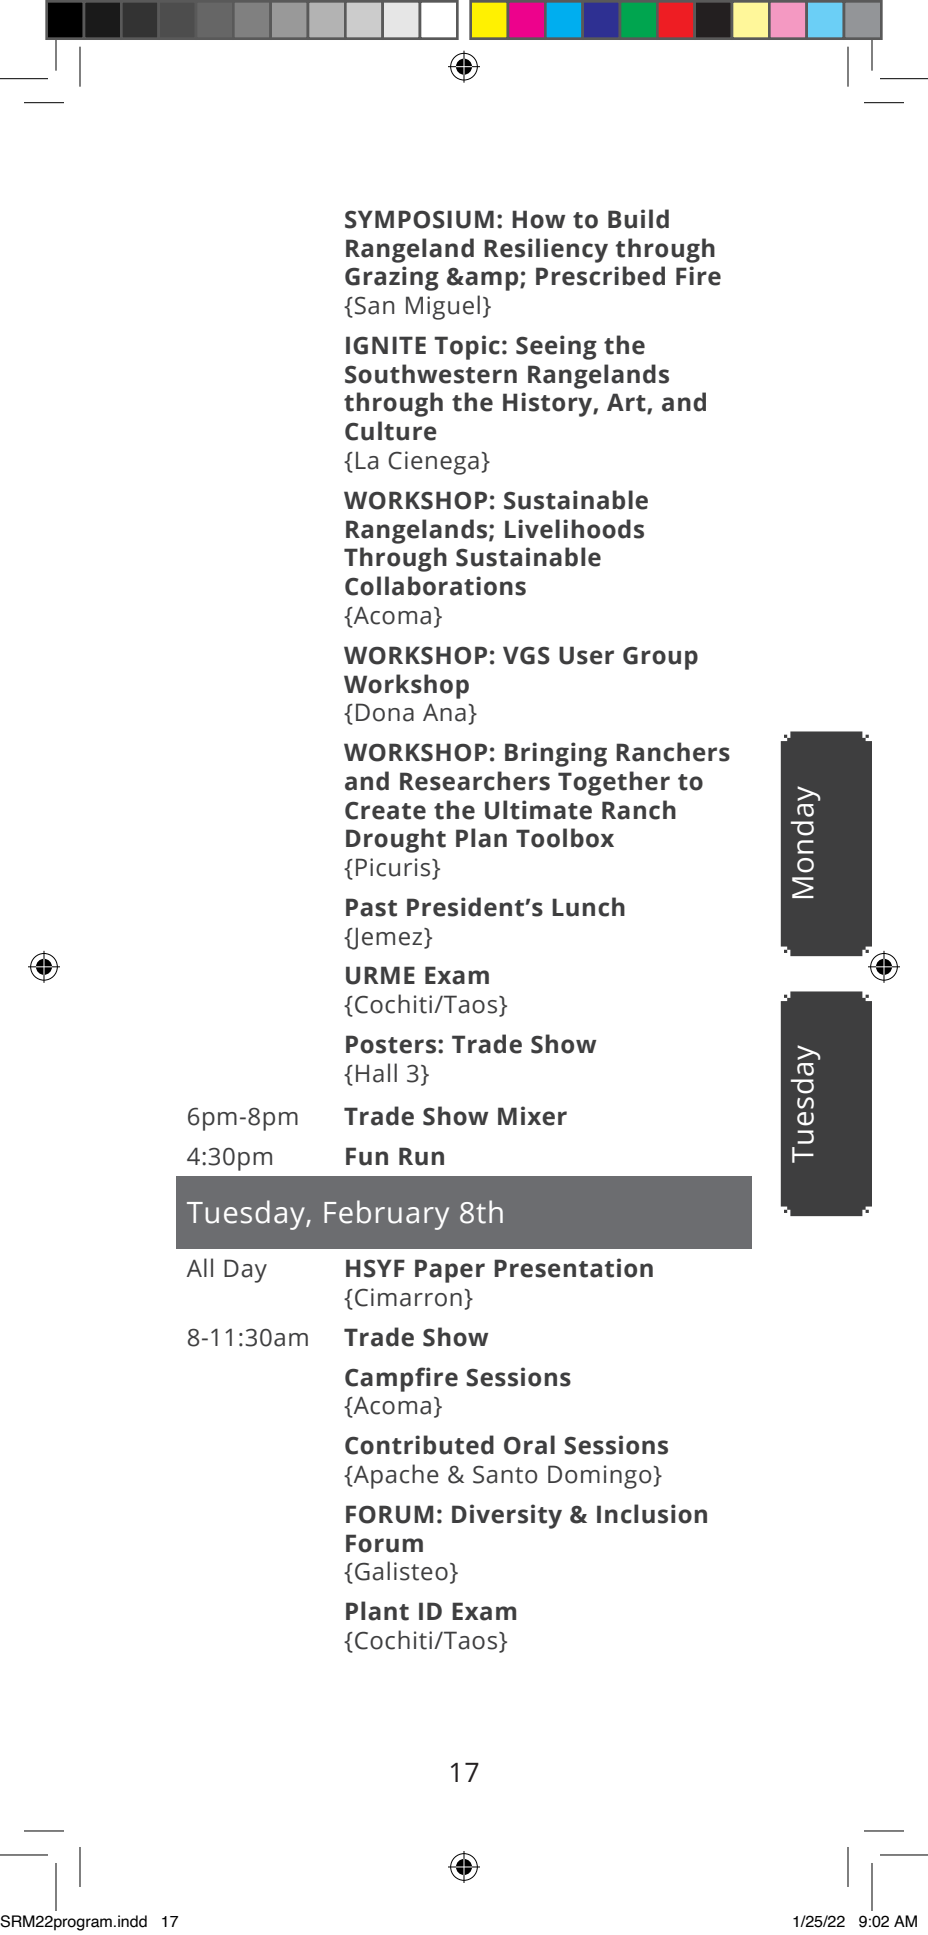 SYMPOSIUM: How to Build
Rangeland Resiliency through
Grazing &amp; Prescribed Fire
{San Miguel}
IGNITE Topic: Seeing the
Southwestern Rangelands
through the History, Art, and
Culture
{La Cienega}
WORKSHOP: Sustainable
Rangelands; Livelihoods
Through Sustainable
Collaborations
{Acoma}
WORKSHOP: VGS User Group
Workshop
{Dona Ana}
WORKSHOP: Bringing Ranchers
and Researchers Together to
Create the Ultimate Ranch
Drought Plan Toolbox
{Picuris}
Past President’s Lunch
{Jemez}
URME Exam
{Cochiti/Taos}
Posters: Trade Show
{Hall 3}
6pm-8pm Trade Show Mixer
4:30pm Fun Run
Monday
Tuesday
Tuesday, February 8th
All Day HSYF Paper Presentation
{Cimarron}
8-11:30am Trade Show
Campfire Sessions
{Acoma}
Contributed Oral Sessions
{Apache & Santo Domingo}
FORUM: Diversity & Inclusion
Forum
{Galisteo}
Plant ID Exam
{Cochiti/Taos}
17
SRM22program.indd 17
1/25/22 9:02 AM